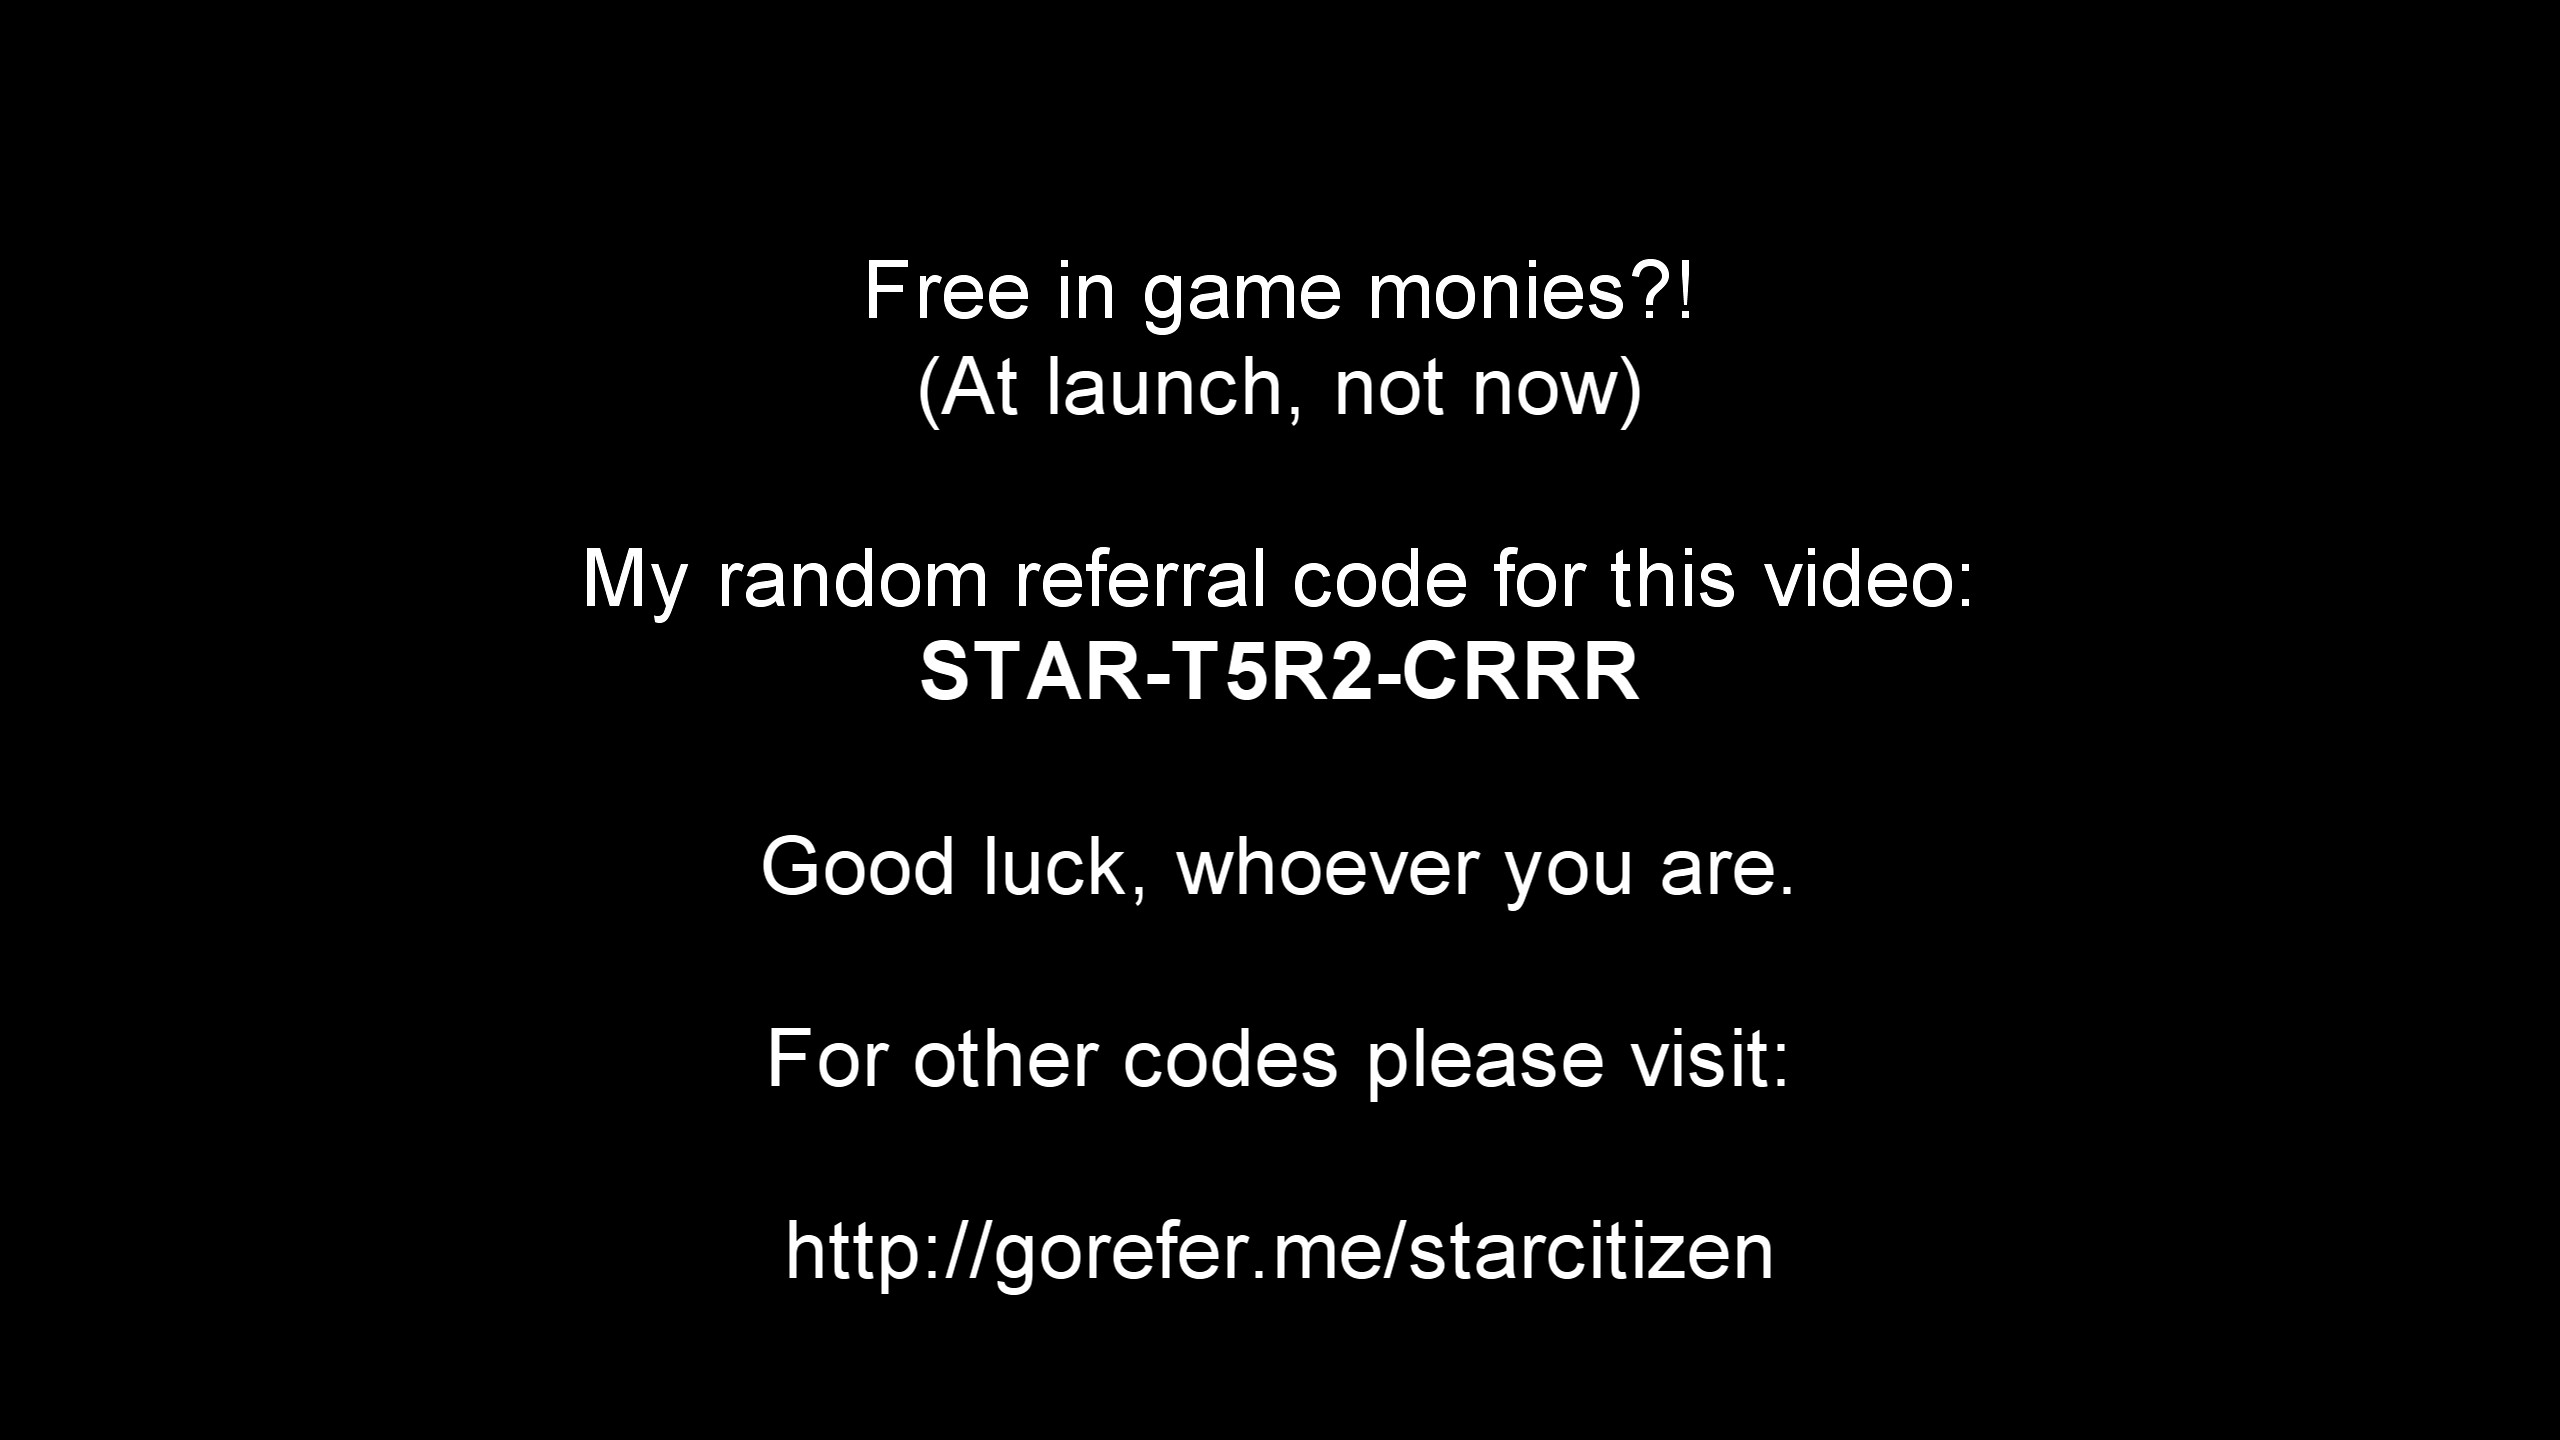 Free in game monies?!
(At launch, not now)
My random referral code for this video:
STAR-T5R2-CRRR
Good luck, whoever you are.
For other codes please visit:
http://gorefer.me/starcitizen